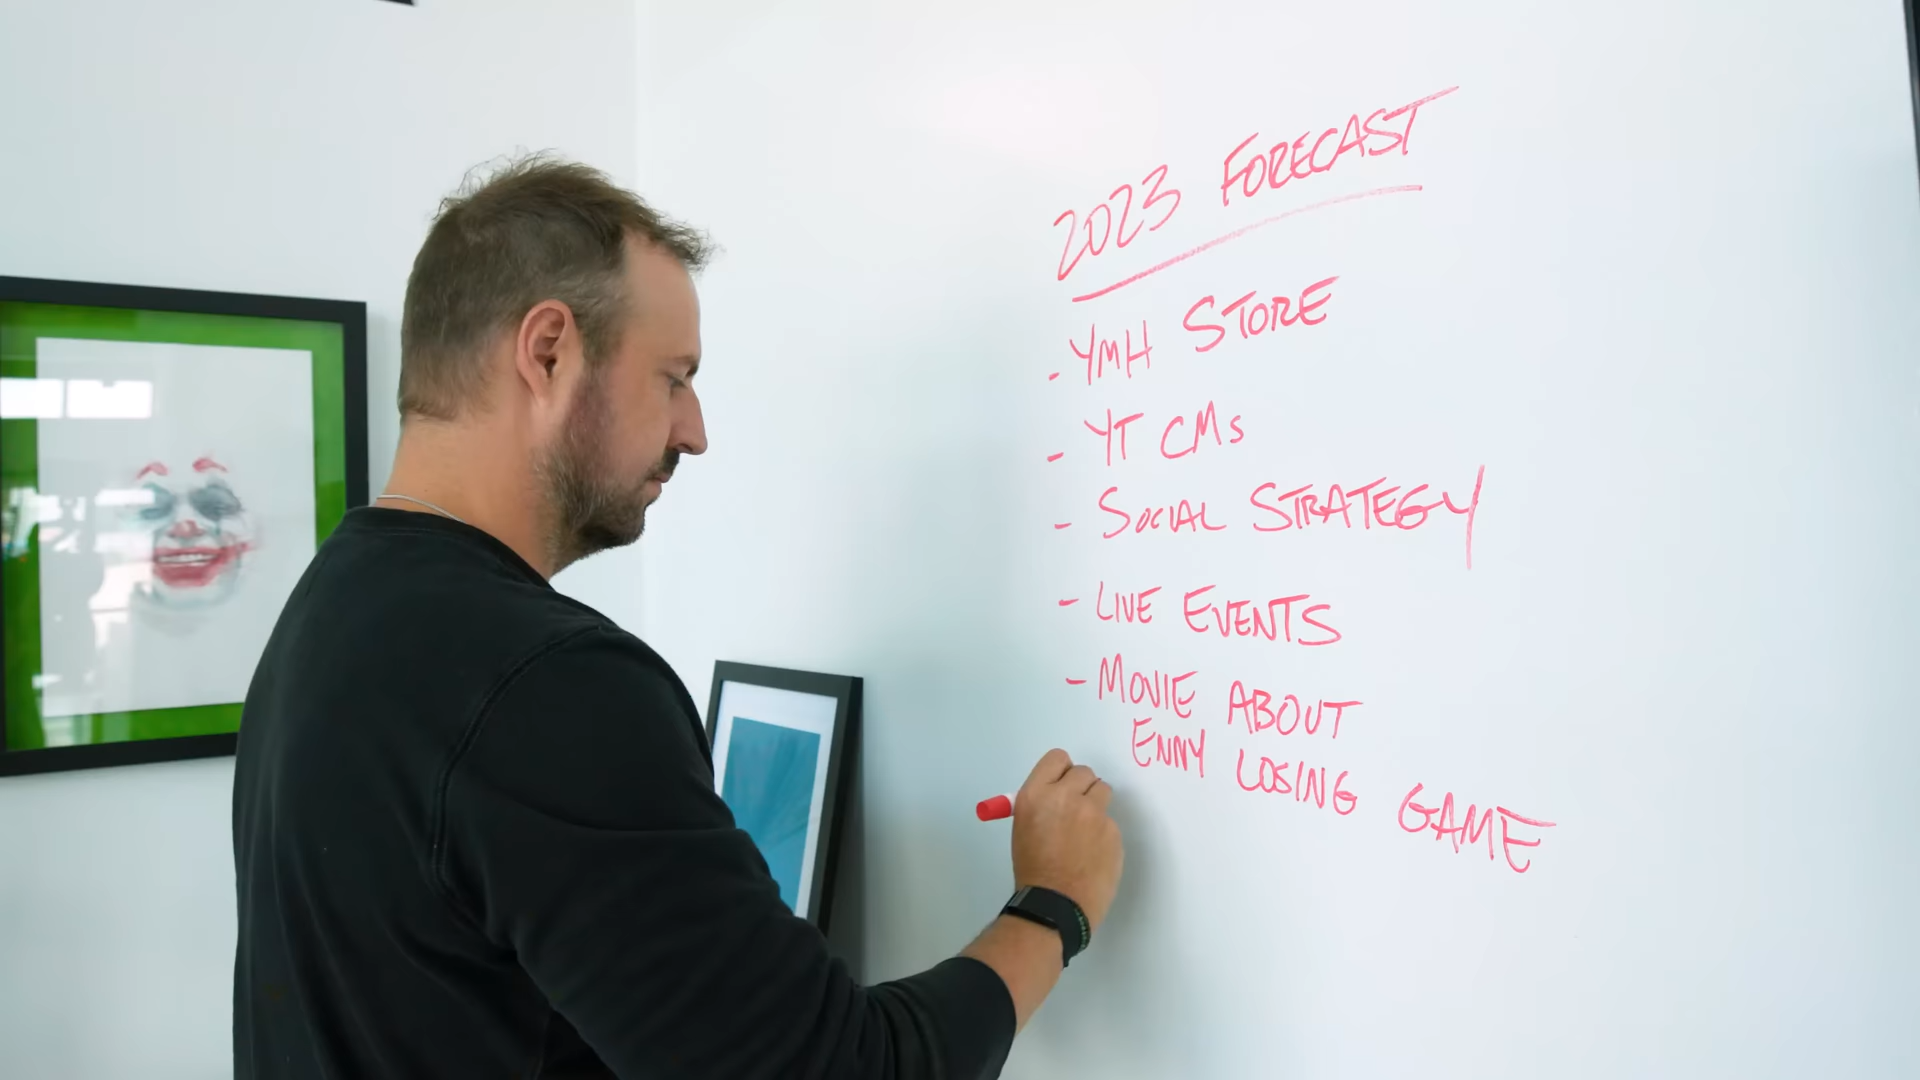 2023 FORECAST
- YMH STORE
- YT CMs
- SOCIAL STRATEGY
- LIVE EVENTS
- MOVIE ABOUT
ENNY LOSING GAME